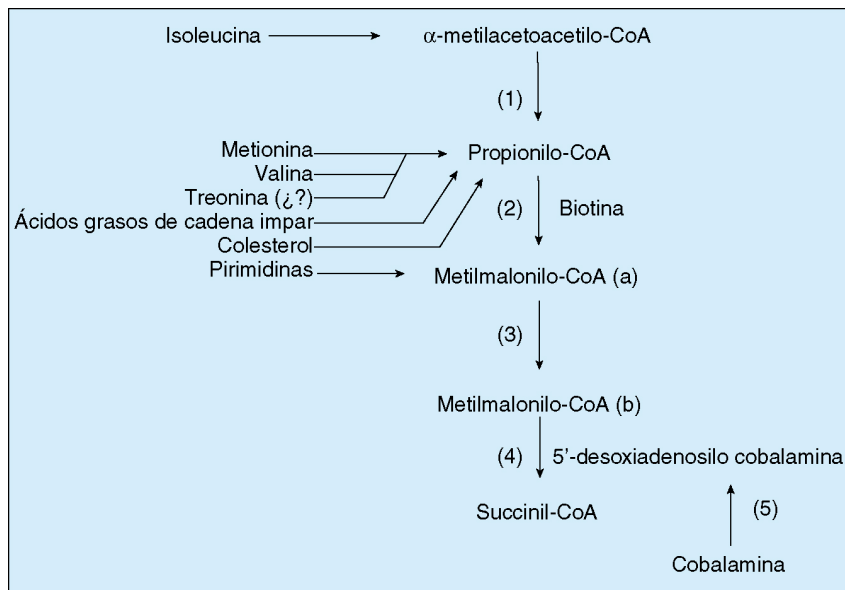 Isoleucina
α-metilacetoacetilo-CoA
(1)
Metionina
Propionilo-CoA
Valina
Treonina (¿?)
(2)
Biotina
Ácidos grasos de cadena impar
Colesterol
Pirimidinas
Metilmalonilo-CoA (a)
(3)
Metilmalonilo-CoA (b)
(4)
5’-desoxiadenosilo cobalamina
Succinil-CoA
(5)
Cobalamina